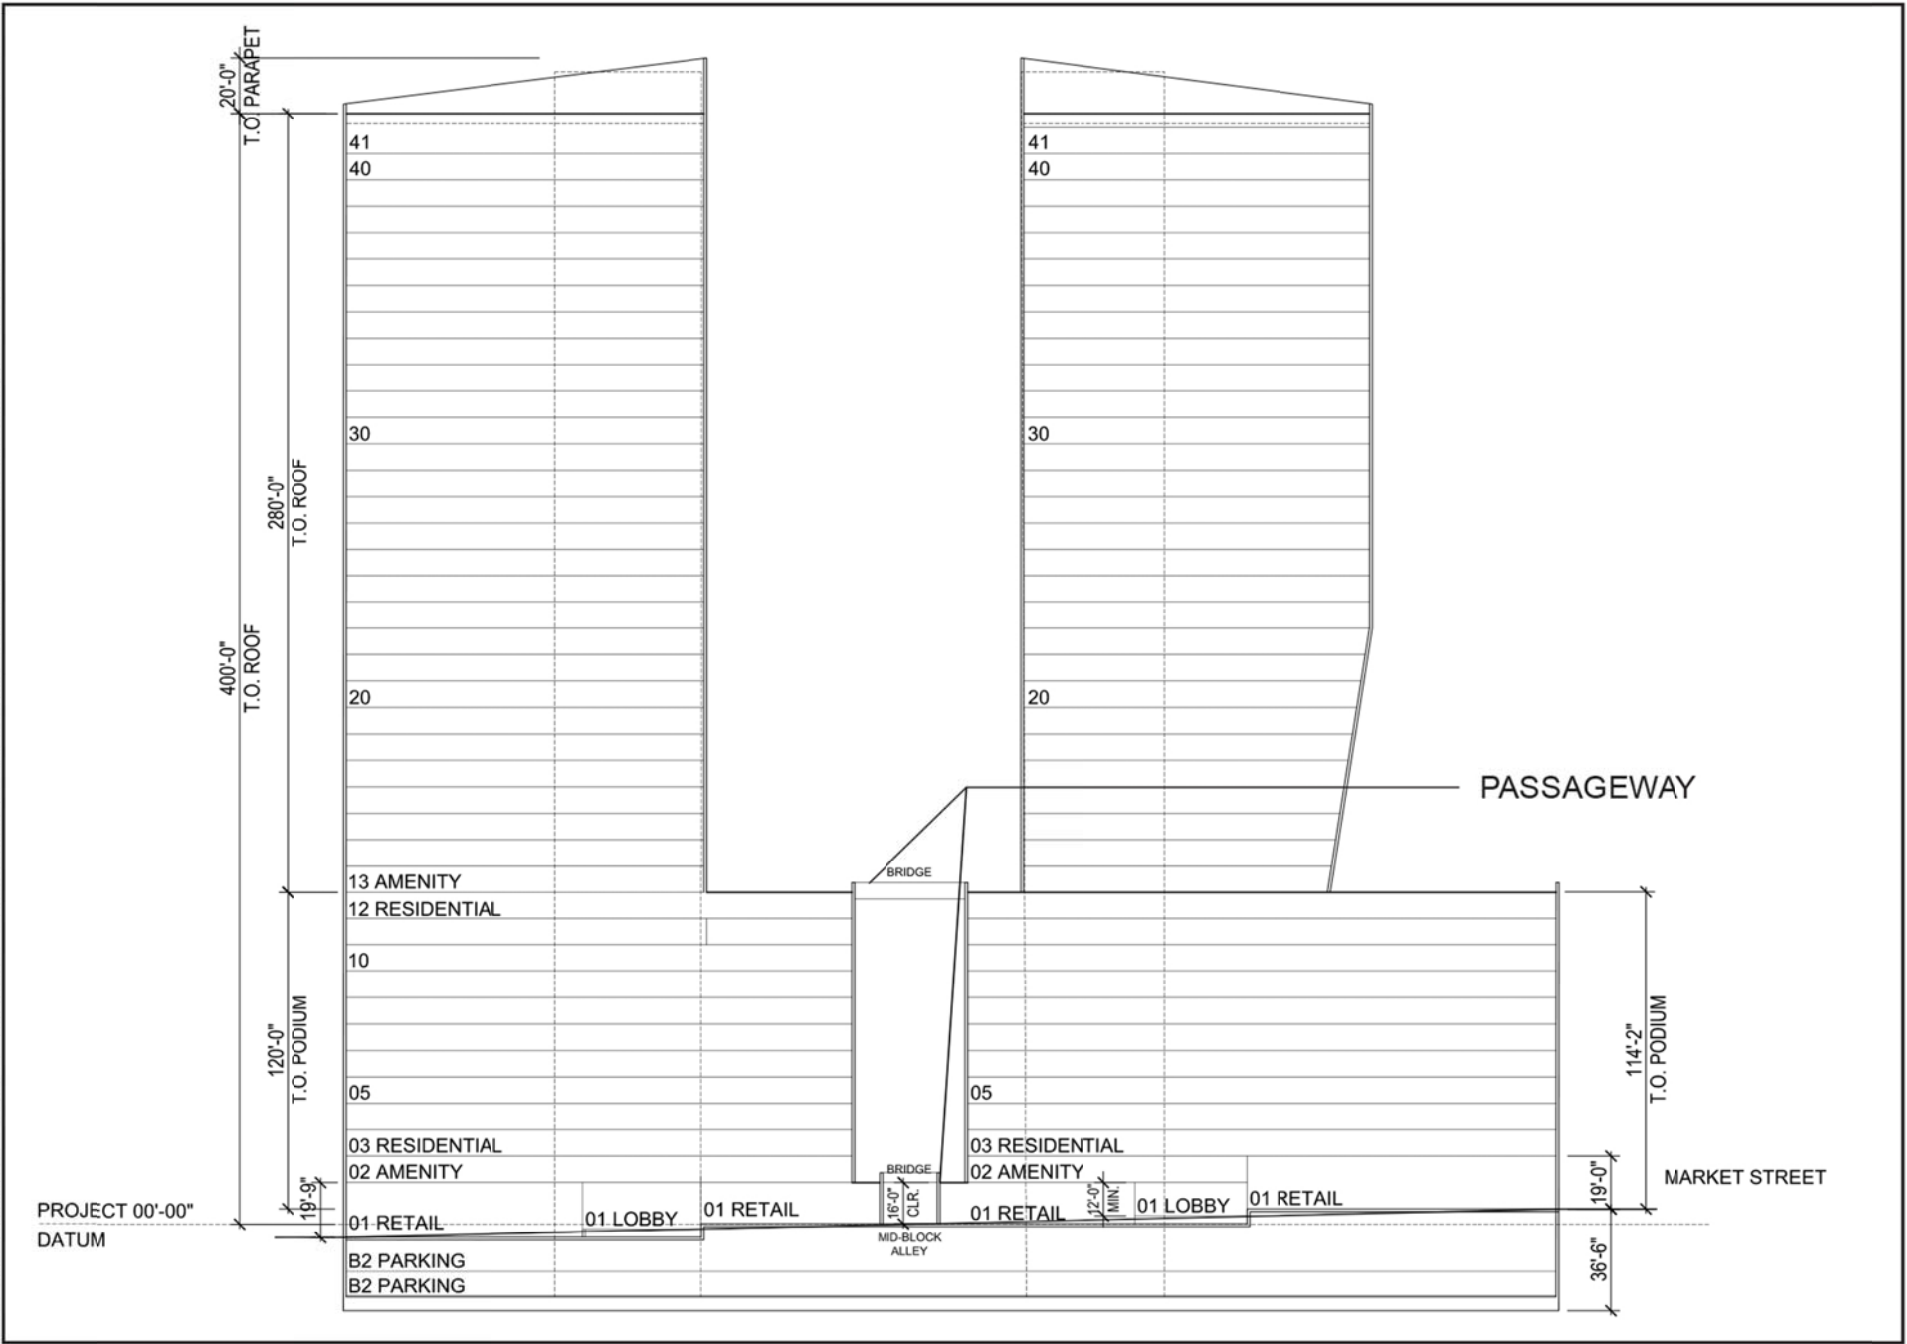 20'-0"
T.O. PARAPET
41
41
40
40
30
30
280'-0"
T.O. ROOF
400'-0"
T.O. ROOF
20
20
PASSAGEWAY
BRIDGE
13 AMENITY
12 RESIDENTIAL
10
120'-0"
T.O. PODIUM
114'-2"
T.O. PODIUM
05
05
03 RESIDENTIAL
03 RESIDENTIAL
02 AMENITY
BRIDGE
02 AMENITY
19'-0"
MARKET STREET
19'-9"
16'-0"
CLR.
12'-0"
MIN.
01 RETAIL
01 LOBBY
01 RETAIL
01 RETAIL
01 LOBBY
01 RETAIL
PROJECT 00'-00"
DATUM
MID-BLOCK
ALLEY
36'-6"
B2 PARKING
B2 PARKING